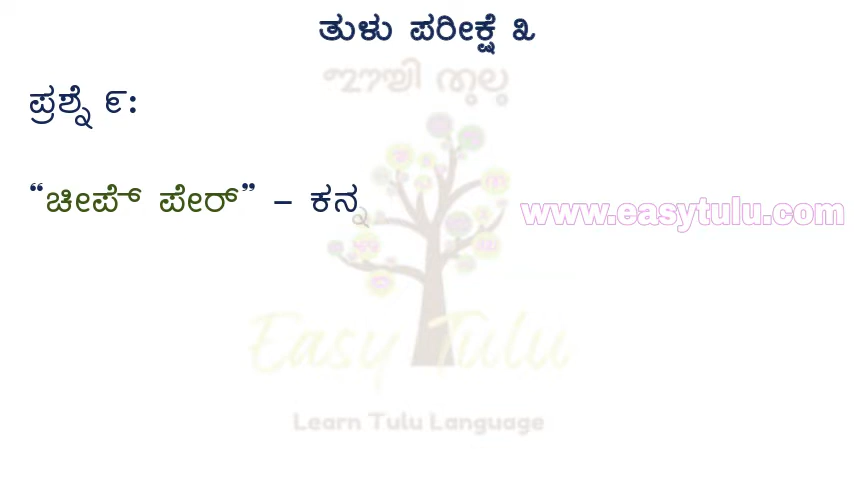 ತುಳು ಪರೀಕ್ಷೆ ೩
ಪ್ರಶ್ನೆ ೯:
“ಚೀಪೆ್ ಪೇರ್” – ಕನ್ನ
www.easytulu.com
Easy Tulu
Learn Tulu Language